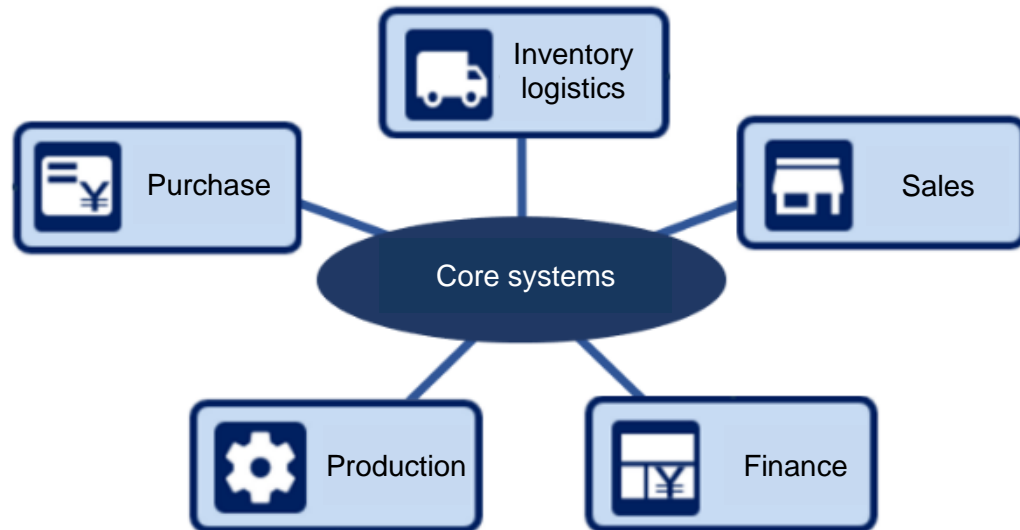 Inventory
logistics
Purchase
¥
Sales
Core systems
Production
Finance
¥